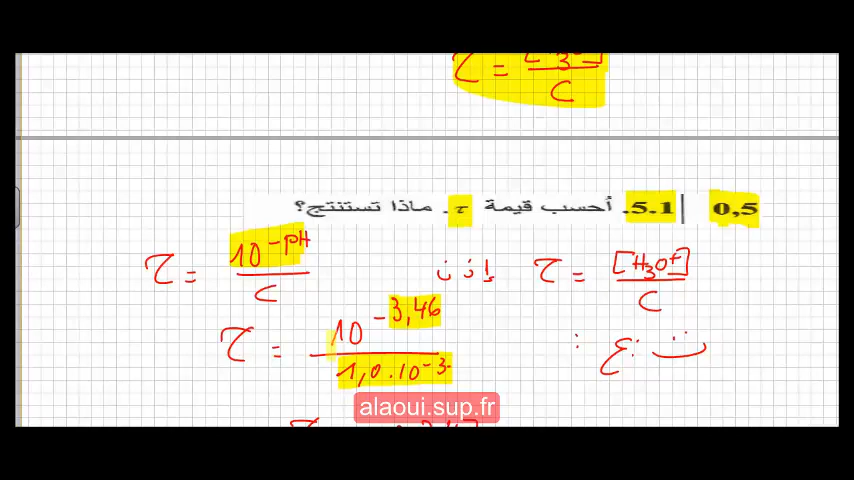 τ = [H₃O⁺] / C
0,5 | 5.1. أحسب قيمة τ. ماذا تستنتج؟
τ = [H₃O⁺] / C إذن τ = 10^-pH / C
ت.ع : τ = 10^-3,46 / 1,0.10^-3
alaoui.sup.fr